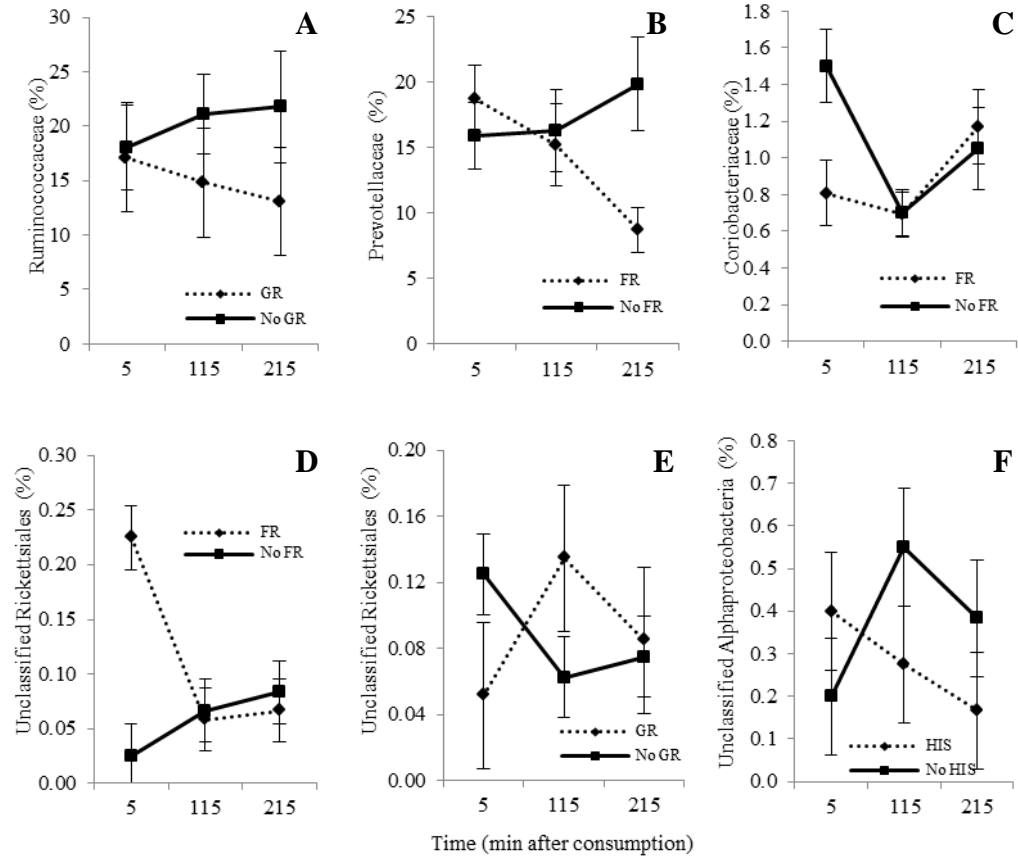 A
Ruminoccaceae (%)
30
25
20
15
10
5
0
GR
No GR
5 115 215
B
Prevotellaceae (%)
25
20
15
10
5
0
FR
No FR
5 115 215
C
Coriobacteriaceae (%)
1.8
1.6
1.4
1.2
1.0
0.8
0.6
0.4
0.2
0.0
FR
No FR
5 115 215
D
Unclassified Rickettsiales (%)
0.30
0.25
0.20
0.15
0.10
0.05
0.00
FR
No FR
5 115 215
E
Unclassified Rickettsiales (%)
0.20
0.16
0.12
0.08
0.04
0.00
GR
No GR
5 115 215
F
Unclassified Alphaproteobacteria (%)
0.8
0.7
0.6
0.5
0.4
0.3
0.2
0.1
0.0
HIS
No HIS
5 115 215
Time (min after consumption)